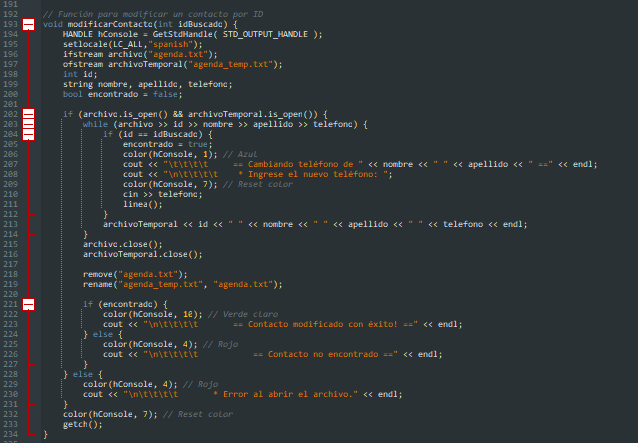 191
192 // Función para modificar un contacto por ID
193 void modificarContacto(int idBuscado) {
194 HANDLE hConsole = GetStdHandle( STD_OUTPUT_HANDLE );
195 setlocale(LC_ALL,"spanish");
196 ifstream archivo("agenda.txt");
197 ofstream archivoTemporal("agenda_temp.txt");
198 int id;
199 string nombre, apellido, telefono;
200 bool encontrado = false;
201
202 if (archivo.is_open() && archivoTemporal.is_open()) {
203 while (archivo >> id >> nombre >> apellido >> telefono) {
204 if (id == idBuscado) {
205 encontrado = true;
206 color(hConsole, 1); // Azul
207 cout << "\t\t\t\t == Cambiando teléfono de " << nombre << " " << apellido << " ==" << endl;
208 cout << "\n\t\t\t\t * Ingrese el nuevo teléfono: ";
209 color(hConsole, 7); // Reset color
210 cin >> telefono;
211 linea();
212 }
213 archivoTemporal << id << " " << nombre << " " << apellido << " " << telefono << endl;
214 }
215 archivo.close();
216 archivoTemporal.close();
217
218 remove("agenda.txt");
219 rename("agenda_temp.txt", "agenda.txt");
220
221 if (encontrado) {
222 color(hConsole, 10); // Verde claro
223 cout << "\n\t\t\t\t == Contacto modificado con éxito! ==" << endl;
224 } else {
225 color(hConsole, 4); // Rojo
226 cout << "\n\t\t\t\t == Contacto no encontrado ==" << endl;
227 }
228 } else {
229 color(hConsole, 4); // Rojo
230 cout << "\n\t\t\t\t * Error al abrir el archivo." << endl;
231 }
232 color(hConsole, 7); // Reset color
233 getch();
234 }